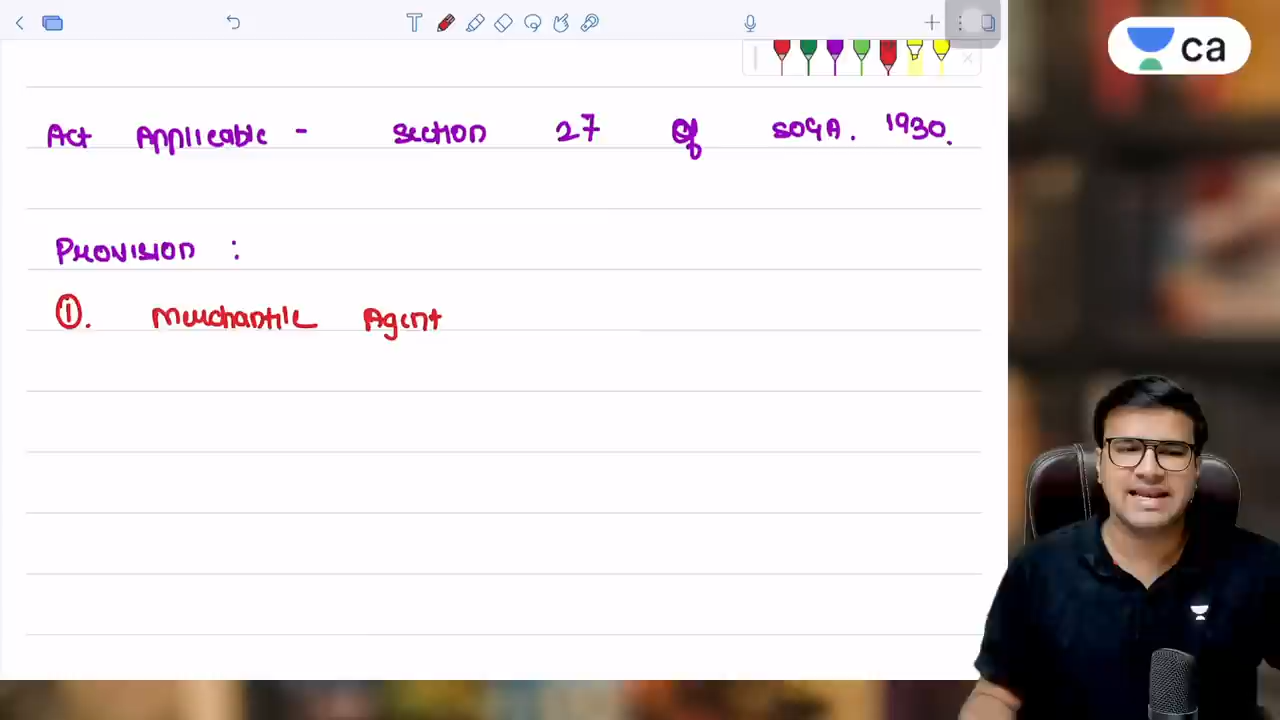 T
ca
Act Applicable - Section 27 of SOGA. 1930.
Provision :
①. Merchantile Agent